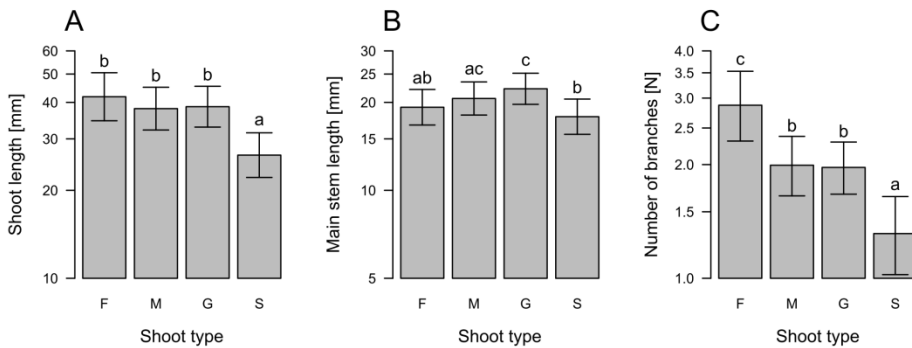 A
Shoot length [mm]
60
50
40
30
20
10
b
b
b
a
F M G S
Shoot type
B
Main stem length [mm]
30
25
20
15
10
5
ab
ac
c
b
F M G S
Shoot type
C
Number of branches [N]
4.0
3.5
3.0
2.5
2.0
1.5
1.0
c
b
b
a
F M G S
Shoot type